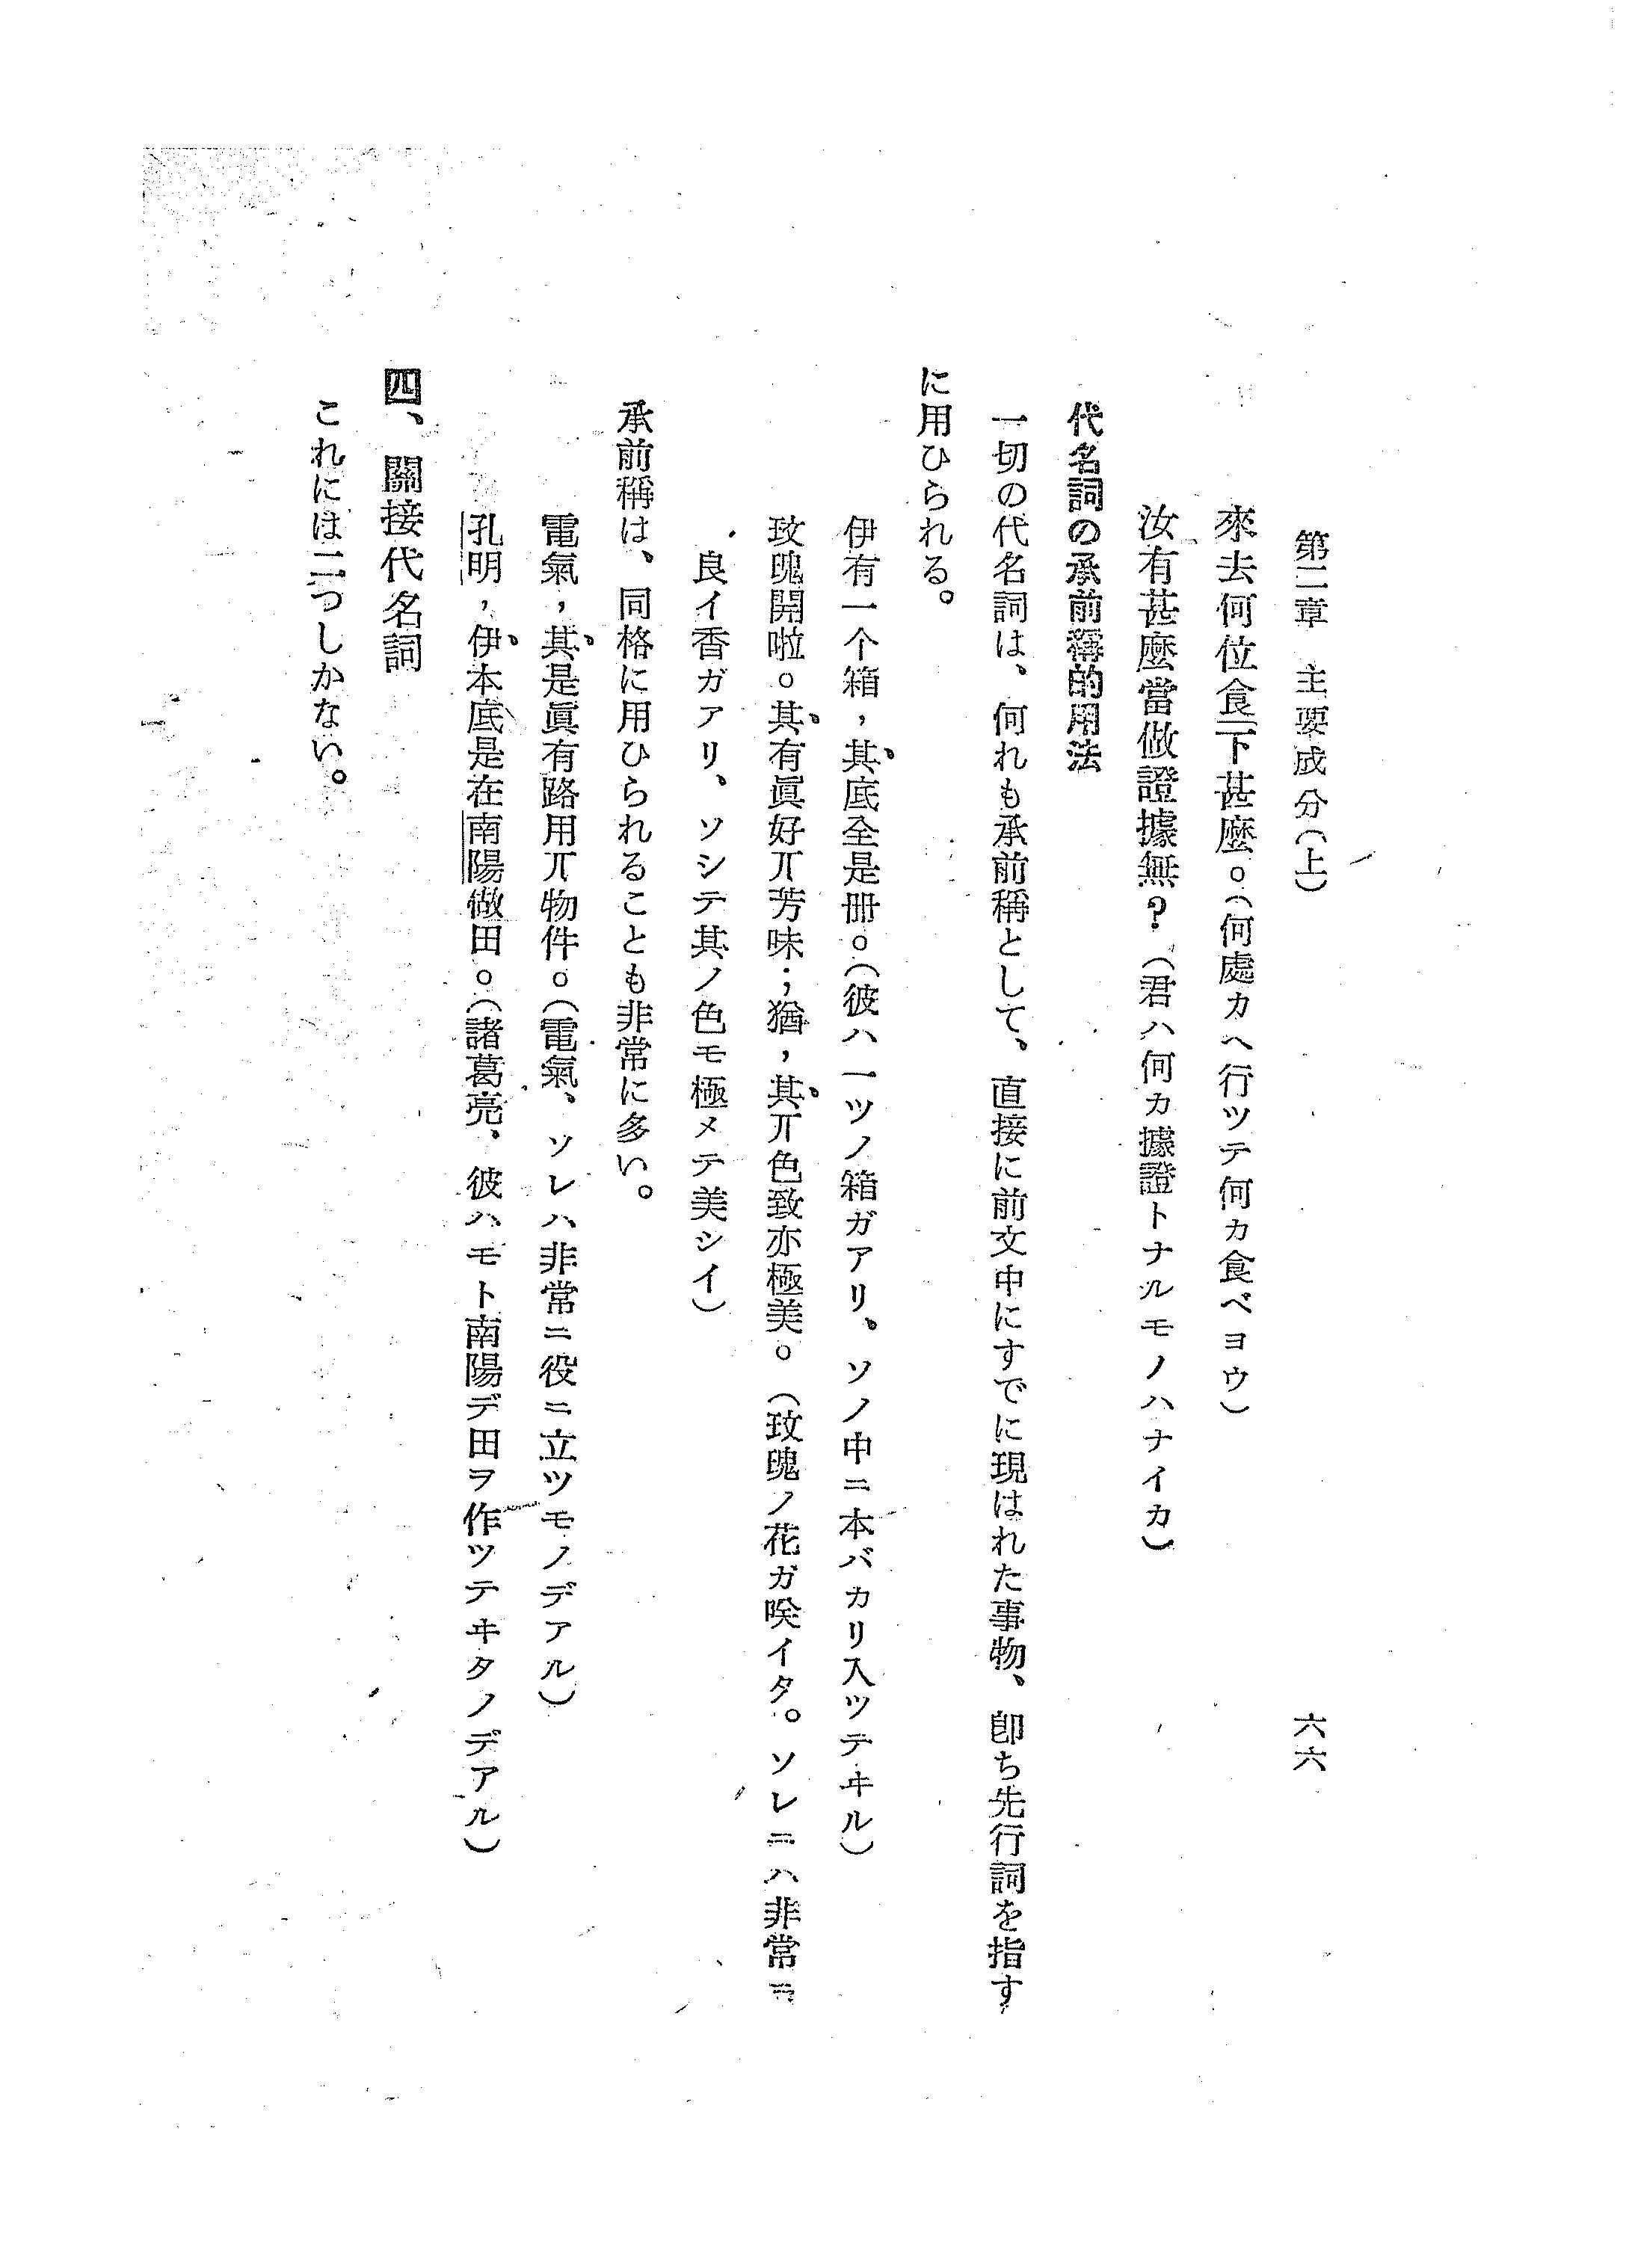 第二章　主要成分(上)　六六
來去何位食一下甚麼。(何處カヘ行ツテ何カ食ベヨウ)
汝有甚麼當做證據無?(君ハ何カ據證トナルモノハナイカ)
代名詞の承前稱的用法
一切の代名詞は、何れも承前稱として、直接に前文中にすでに現はれた事物、卽ち先行詞を指す
に用ひられる。
伊有一个箱，其底全是冊。(彼ハ一ツノ箱ガアリ、ソノ中ニ本バカリ入ツテヰル)
玫瑰開啦。其有眞好丌芳味；猶，其丌色致亦極美。(玫瑰ノ花ガ咲イタ。ソレニハ非常ニ
良イ香ガアリ、ソシテ其ノ色モ極メテ美シイ)
承前稱は、同格に用ひられることも非常に多い。
電氣，其是眞有路用丌物件。(電氣、ソレハ非常ニ役ニ立ツモノデアル)
孔明，伊本底是在南陽做田。(諸葛亮、彼ハモト南陽デ田ヲ作ツテヰタノデアル)
四、關接代名詞
これには二つしかない。